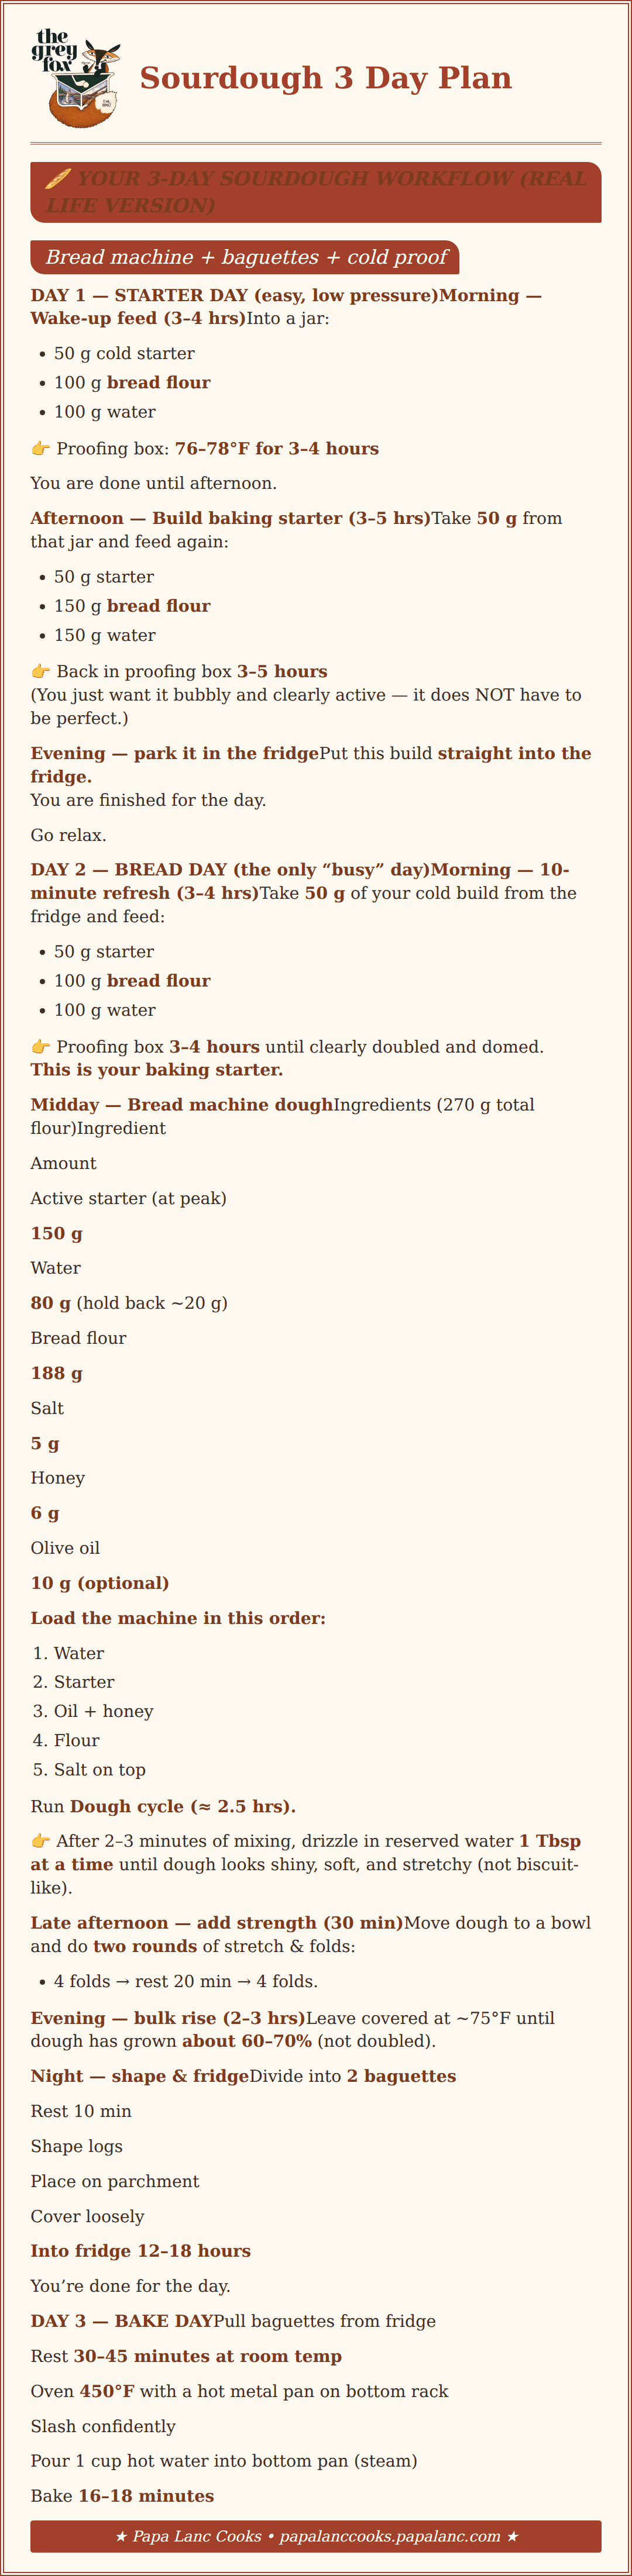 the
grey
fox
Sourdough 3 Day Plan
🥖 YOUR 3-DAY SOURDOUGH WORKFLOW (REAL
LIFE VERSION)
Bread machine + baguettes + cold proof
DAY 1 — STARTER DAY (easy, low pressure)Morning —
Wake-up feed (3–4 hrs)Into a jar:
• 50 g cold starter
• 100 g bread flour
• 100 g water
👉 Proofing box: 76–78°F for 3–4 hours
You are done until afternoon.
Afternoon — Build baking starter (3–5 hrs)Take 50 g from
that jar and feed again:
• 50 g starter
• 150 g bread flour
• 150 g water
👉 Back in proofing box 3–5 hours
(You just want it bubbly and clearly active — it does NOT have to
be perfect.)
Evening — park it in the fridgePut this build straight into the
fridge.
You are finished for the day.
Go relax.
DAY 2 — BREAD DAY (the only “busy” day)Morning — 10-
minute refresh (3–4 hrs)Take 50 g of your cold build from the
fridge and feed:
• 50 g starter
• 100 g bread flour
• 100 g water
👉 Proofing box 3–4 hours until clearly doubled and domed.
This is your baking starter.
Midday — Bread machine doughIngredients (270 g total
flour)Ingredient
Amount
Active starter (at peak)
150 g
Water
80 g (hold back ~20 g)
Bread flour
188 g
Salt
5 g
Honey
6 g
Olive oil
10 g (optional)
Load the machine in this order:
1. Water
2. Starter
3. Oil + honey
4. Flour
5. Salt on top
Run Dough cycle (≈ 2.5 hrs).
👉 After 2–3 minutes of mixing, drizzle in reserved water 1 Tbsp
at a time until dough looks shiny, soft, and stretchy (not biscuit-
like).
Late afternoon — add strength (30 min)Move dough to a bowl
and do two rounds of stretch & folds:
• 4 folds → rest 20 min → 4 folds.
Evening — bulk rise (2–3 hrs)Leave covered at ~75°F until
dough has grown about 60–70% (not doubled).
Night — shape & fridgeDivide into 2 baguettes
Rest 10 min
Shape logs
Place on parchment
Cover loosely
Into fridge 12–18 hours
You’re done for the day.
DAY 3 — BAKE DAYPull baguettes from fridge
Rest 30–45 minutes at room temp
Oven 450°F with a hot metal pan on bottom rack
Slash confidently
Pour 1 cup hot water into bottom pan (steam)
Bake 16–18 minutes
★ Papa Lanc Cooks • papalanccooks.papalanc.com ★